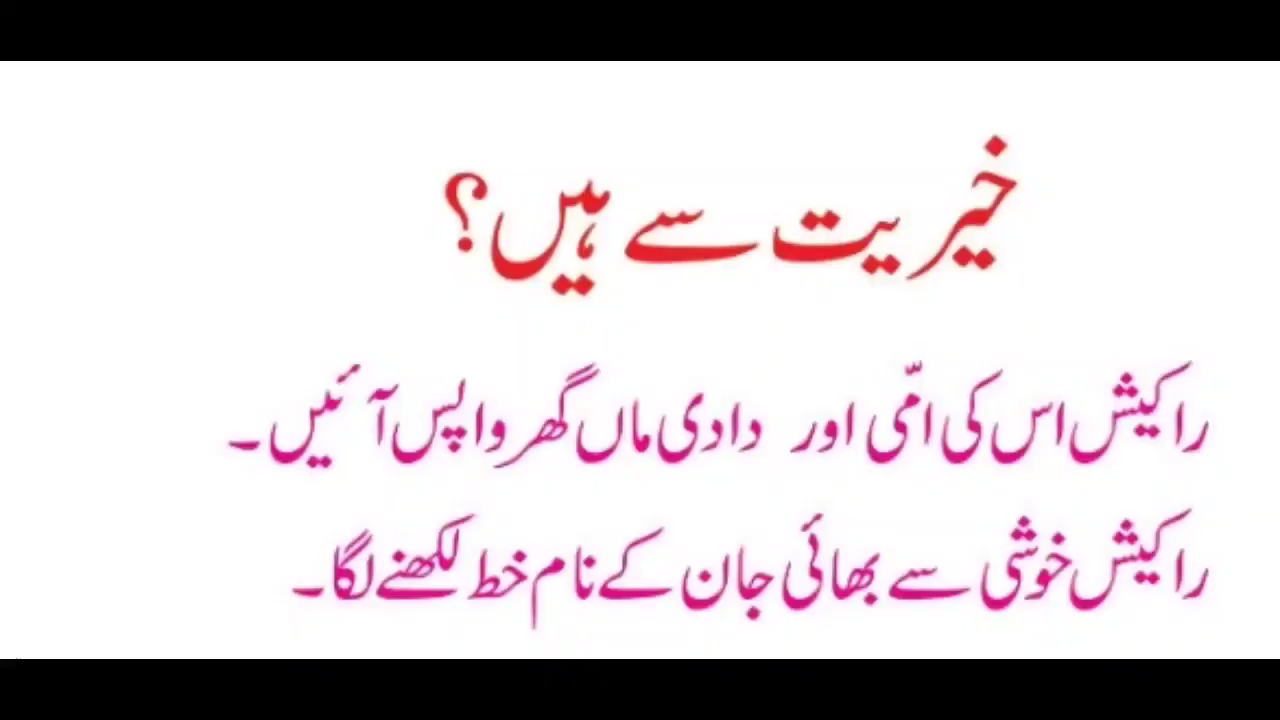 خیریت سے ہیں؟
راکیش اس کی امّی اور دادی ماں گھر واپس آئیں۔
راکیش خوشی سے بھائی جان کے نام خط لکھنے لگا۔